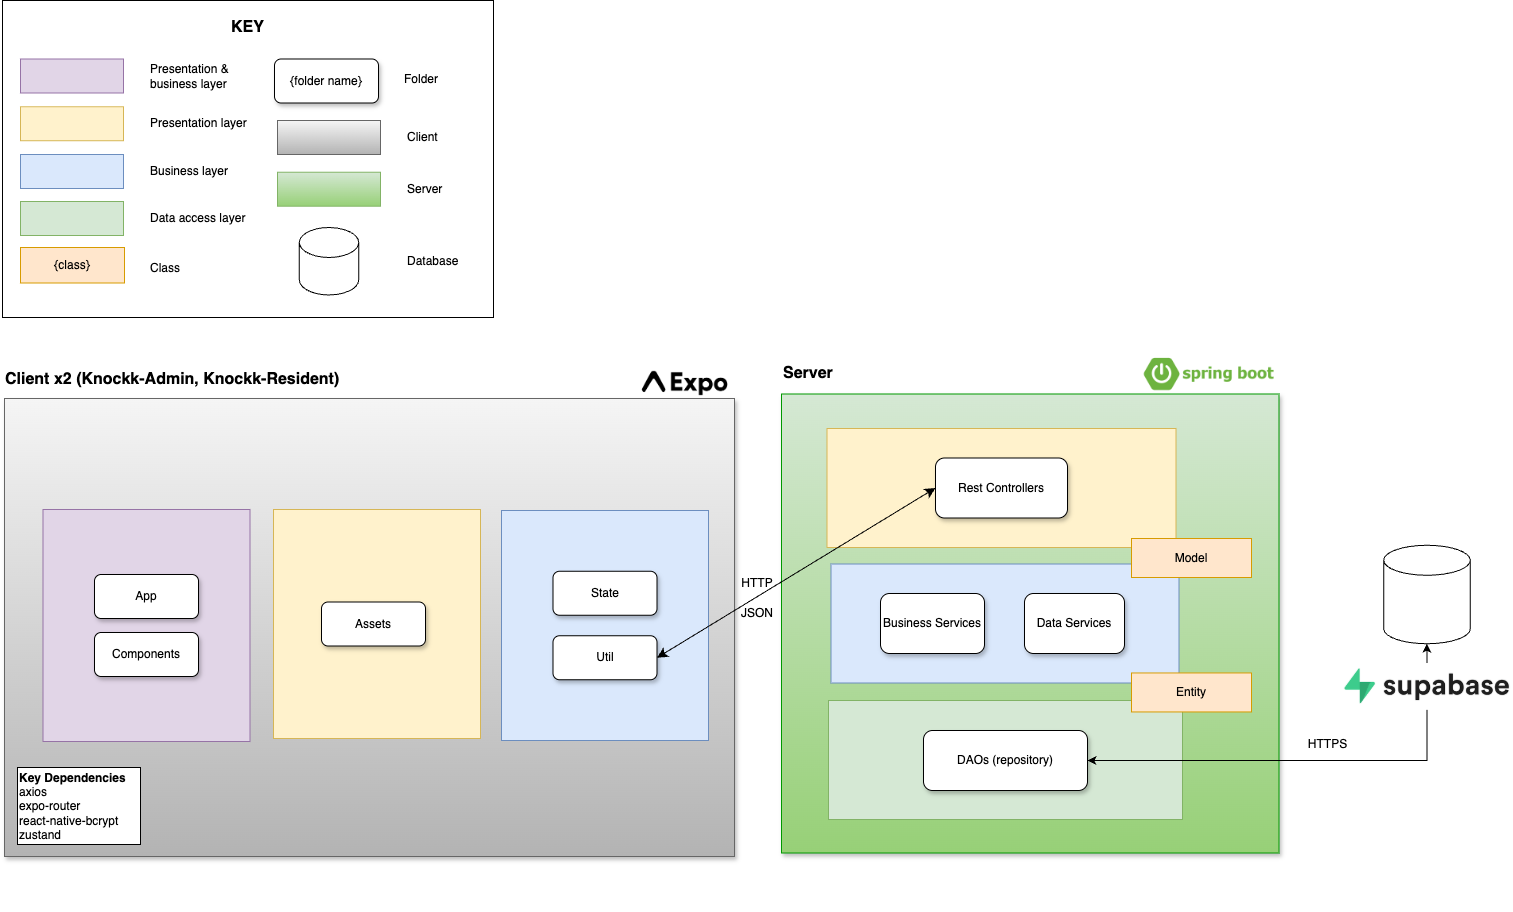 KEY
Presentation &
business layer
{folder name}
Folder
Presentation layer
Client
Business layer
Server
Data access layer
{class}
Class
Database
Client x2 (Knockk-Admin, Knockk-Resident)
Expo
Server
spring boot
Rest Controllers
Model
App
Components
Assets
State
Util
HTTP
JSON
Business Services
Data Services
Entity
supabase
DAOs (repository)
HTTPS
Key Dependencies
axios
expo-router
react-native-bcrypt
zustand